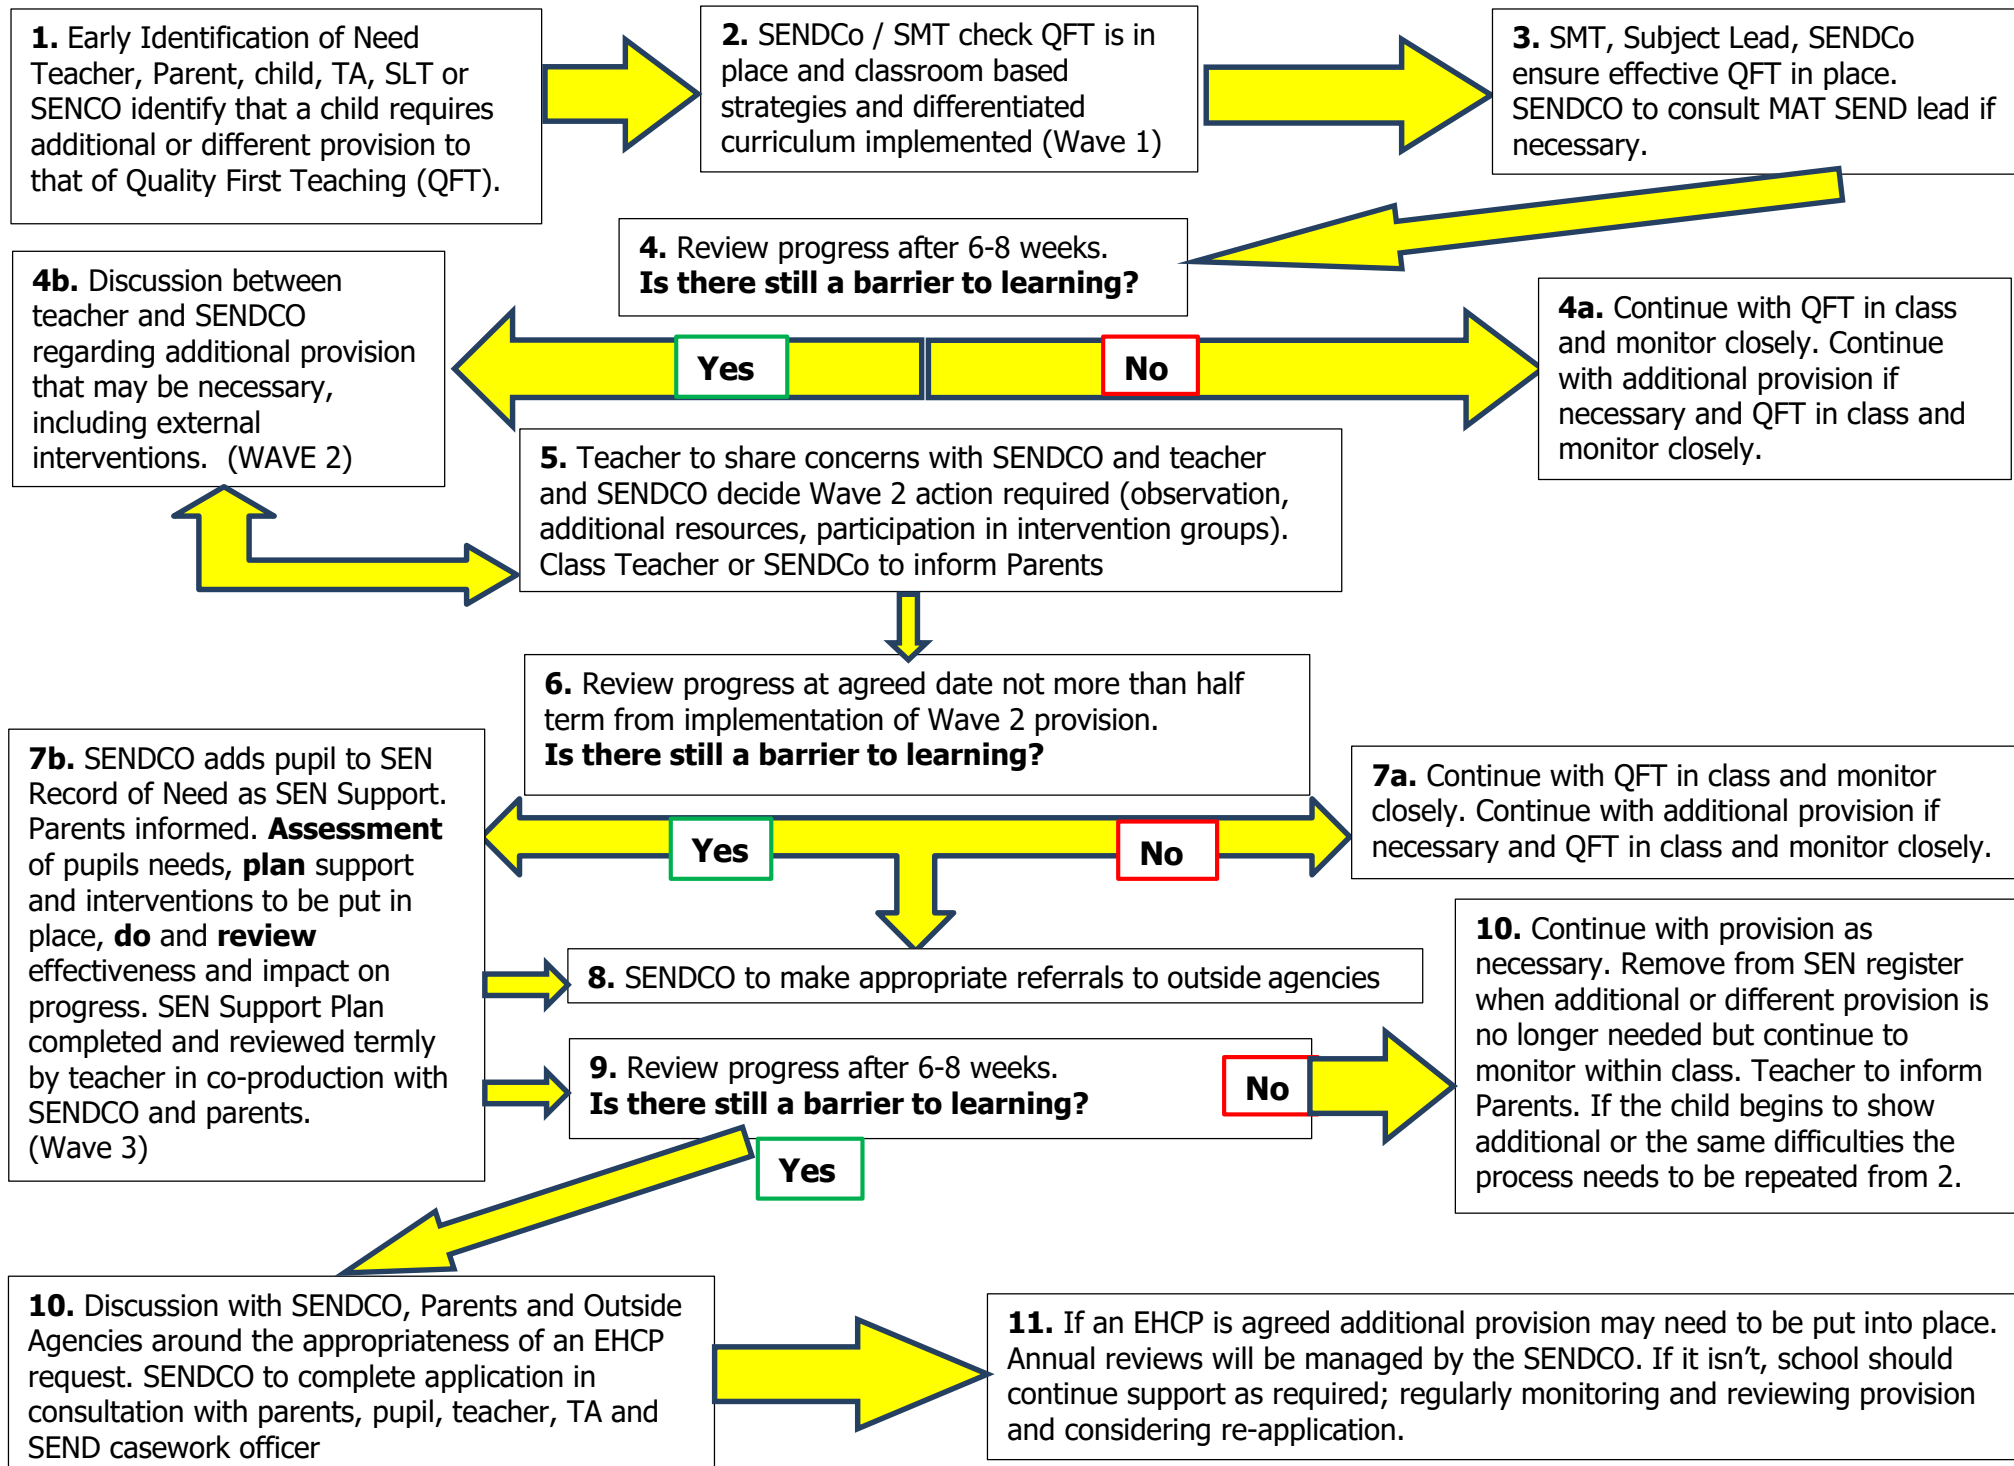 1. Early Identification of Need
Teacher, Parent, child, TA, SLT or
SENCO identify that a child requires
additional or different provision to
that of Quality First Teaching (QFT).
2. SENDCo / SMT check QFT is in
place and classroom based
strategies and differentiated
curriculum implemented (Wave 1)
3. SMT, Subject Lead, SENDCo
ensure effective QFT in place.
SENDCO to consult MAT SEND lead if
necessary.
4. Review progress after 6-8 weeks.
Is there still a barrier to learning?
Yes
No
4b. Discussion between
teacher and SENDCO
regarding additional provision
that may be necessary,
including external
interventions.  (WAVE 2)
4a. Continue with QFT in class
and monitor closely. Continue
with additional provision if
necessary and QFT in class and
monitor closely.
5. Teacher to share concerns with SENDCO and teacher
and SENDCO decide Wave 2 action required (observation,
additional resources, participation in intervention groups).
Class Teacher or SENDCo to inform Parents
6. Review progress at agreed date not more than half
term from implementation of Wave 2 provision.
Is there still a barrier to learning?
Yes
No
7b. SENDCO adds pupil to SEN
Record of Need as SEN Support.
Parents informed. Assessment
of pupils needs, plan support
and interventions to be put in
place, do and review
effectiveness and impact on
progress. SEN Support Plan
completed and reviewed termly
by teacher in co-production with
SENDCO and parents.
(Wave 3)
7a. Continue with QFT in class and monitor
closely. Continue with additional provision if
necessary and QFT in class and monitor closely.
8. SENDCO to make appropriate referrals to outside agencies
9. Review progress after 6-8 weeks.
Is there still a barrier to learning?
No
Yes
10. Continue with provision as
necessary. Remove from SEN register
when additional or different provision is
no longer needed but continue to
monitor within class. Teacher to inform
Parents. If the child begins to show
additional or the same difficulties the
process needs to be repeated from 2.
10. Discussion with SENDCO, Parents and Outside
Agencies around the appropriateness of an EHCP
request. SENDCO to complete application in
consultation with parents, pupil, teacher, TA and
SEND casework officer
11. If an EHCP is agreed additional provision may need to be put into place.
Annual reviews will be managed by the SENDCO. If it isn’t, school should
continue support as required; regularly monitoring and reviewing provision
and considering re-application.